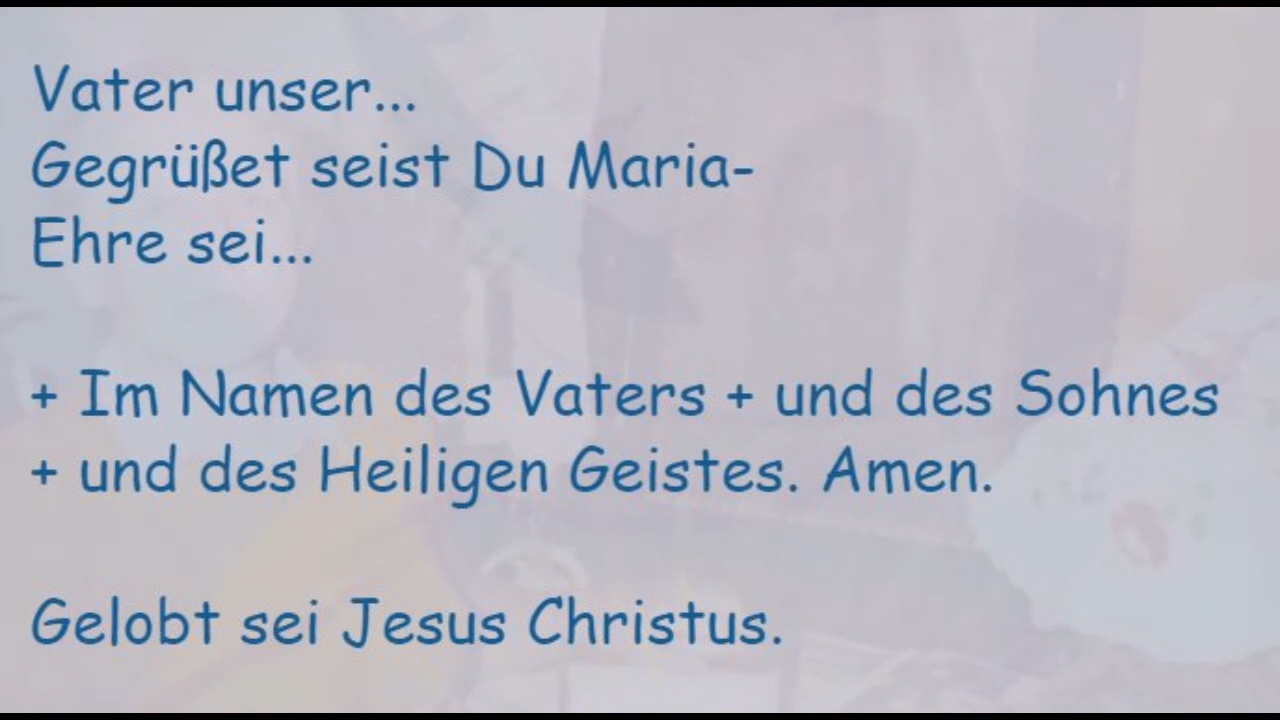 Vater unser...
Gegrüßet seist Du Maria-
Ehre sei...
+ Im Namen des Vaters + und des Sohnes
+ und des Heiligen Geistes. Amen.
Gelobt sei Jesus Christus.